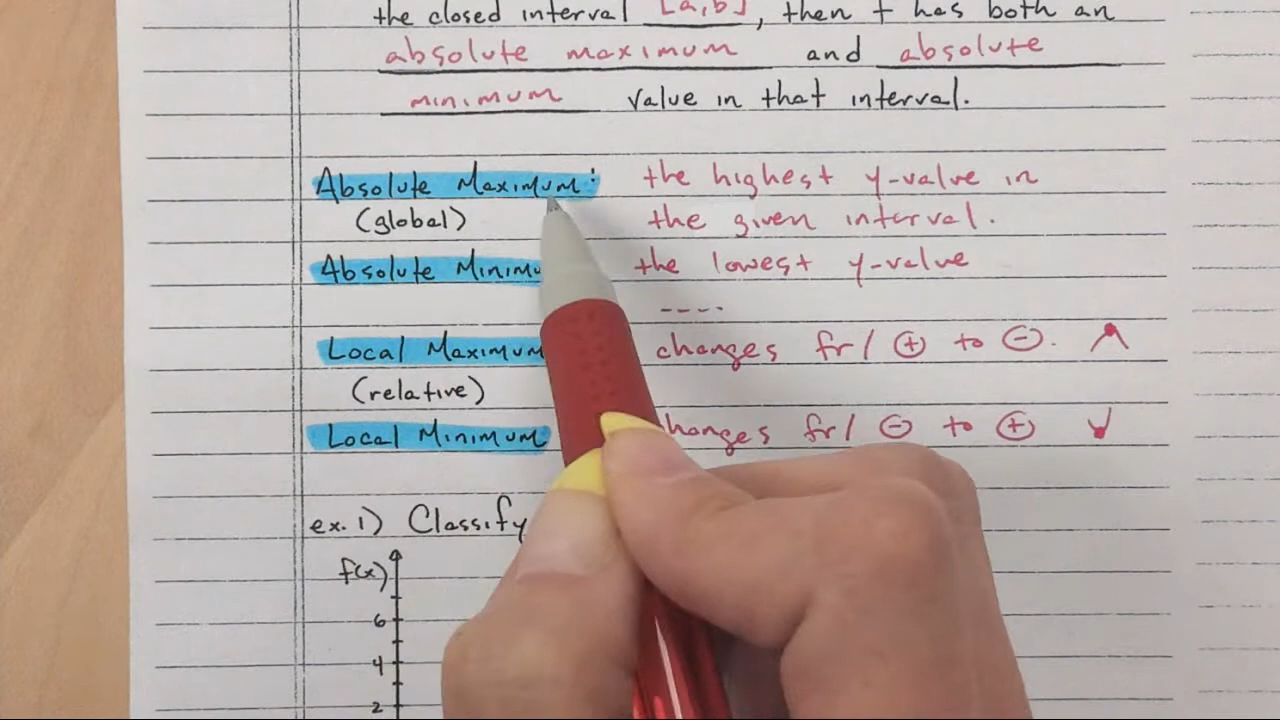 the closed interval [a,b], then f has both an
absolute maximum and absolute
minimum value in that interval.
Absolute Maximum: the highest y-value in
(global) the given interval.
Absolute the lowest y-value
----
Local Maximum changes fr/ ⊕ to ⊖.
(relative)
Local Minimum changes fr/ ⊖ to ⊕
ex. 1) Classify
f(x)
6
4
2